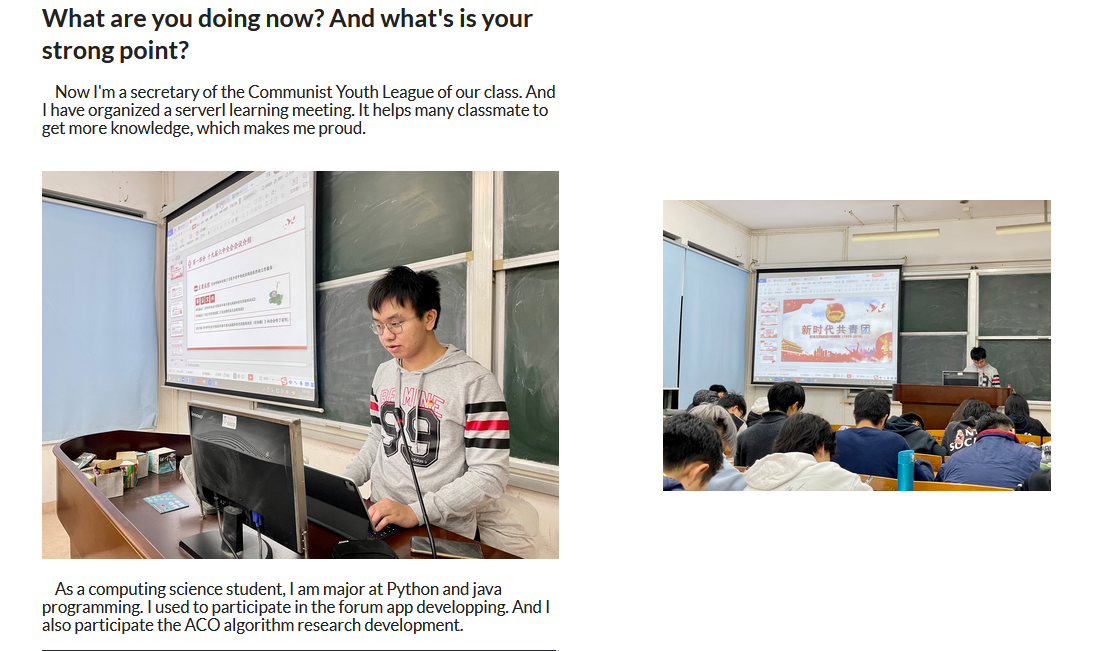 What are you doing now? And what's is your
strong point?
Now I'm a secretary of the Communist Youth League of our class. And
I have organized a serverl learning meeting. It helps many classmate to
get more knowledge, which makes me proud.
RE MINE
99
新时代共青团
As a computing science student, I am major at Python and java
programming. I used to participate in the forum app developping. And I
also participate the ACO algorithm research development.